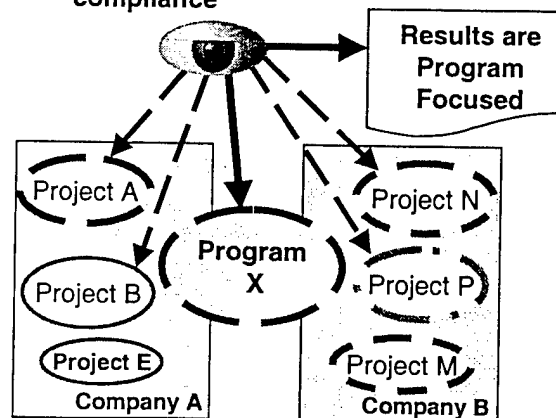 compliance
Results are
Program
Focused
Project A
Project N
Program
X
Project B
Project P
Project E
Project M
Company A
Company B